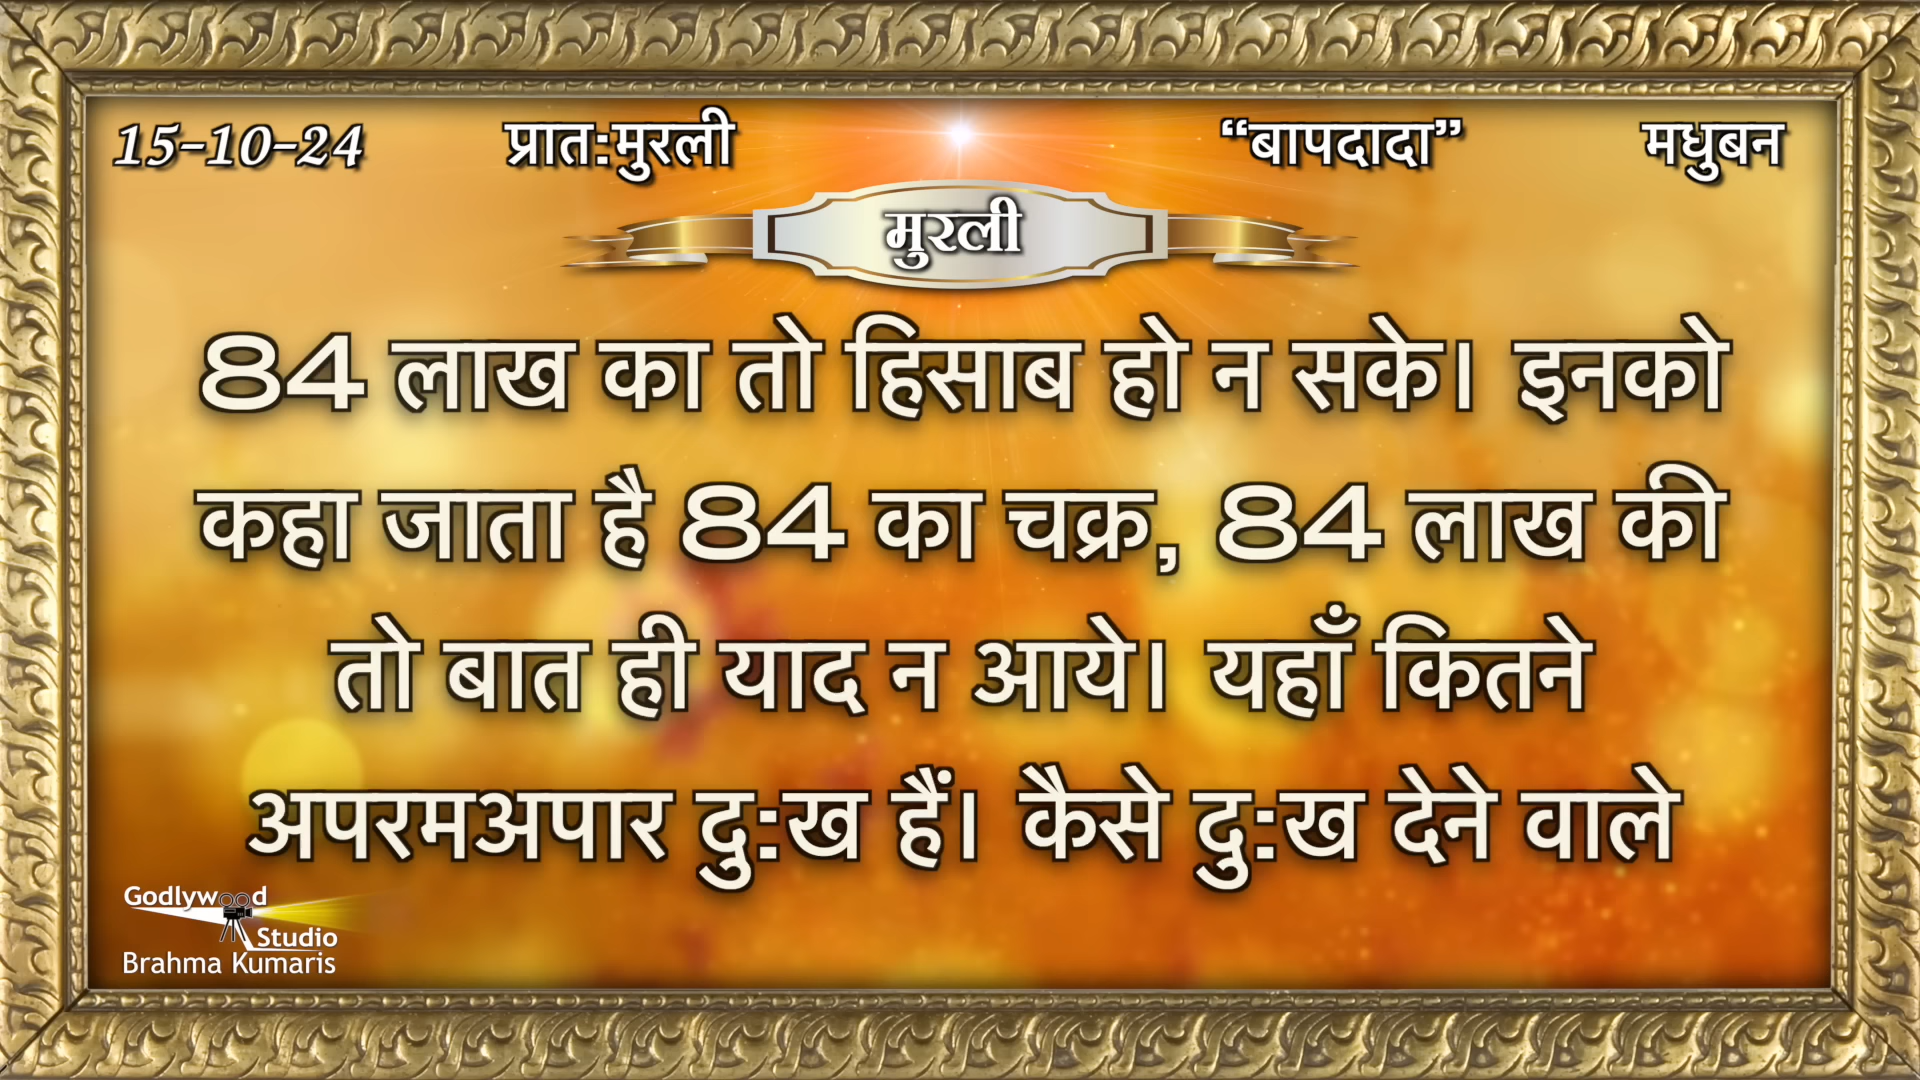 15-10-24 प्रात:मुरली “बापदादा” मधुबन
मुरली
84 लाख का तो हिसाब हो न सके। इनको
कहा जाता है 84 का चक्र, 84 लाख की
तो बात ही याद न आये। यहाँ कितने
अपरमअपार दु:ख हैं। कैसे दु:ख देने वाले
Godlywood
Studio
Brahma Kumaris